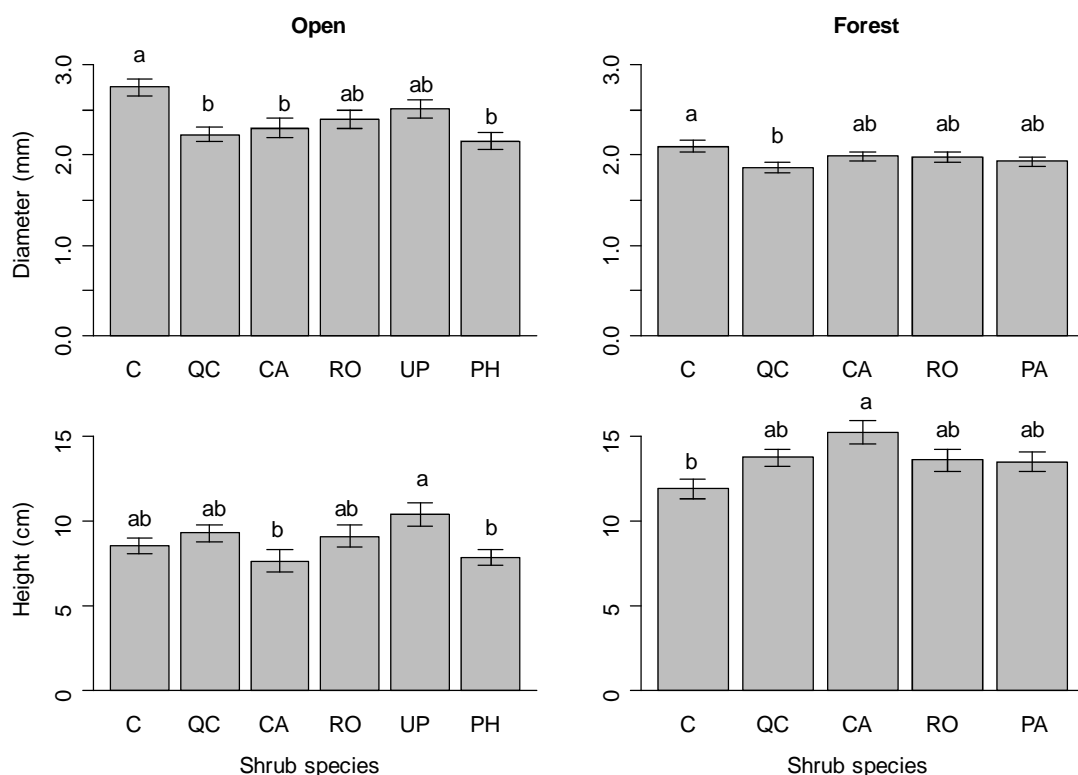 Open
Forest
Diameter (mm)
3.0
2.0
1.0
0.0
a
b
b
ab
ab
b
C QC CA RO UP PH
3.0
2.0
1.0
0.0
a
b
ab
ab
ab
C QC CA RO PA
Height (cm)
15
10
5
0
ab
ab
b
ab
a
b
C QC CA RO UP PH
Shrub species
15
10
5
0
b
ab
a
ab
ab
C QC CA RO PA
Shrub species